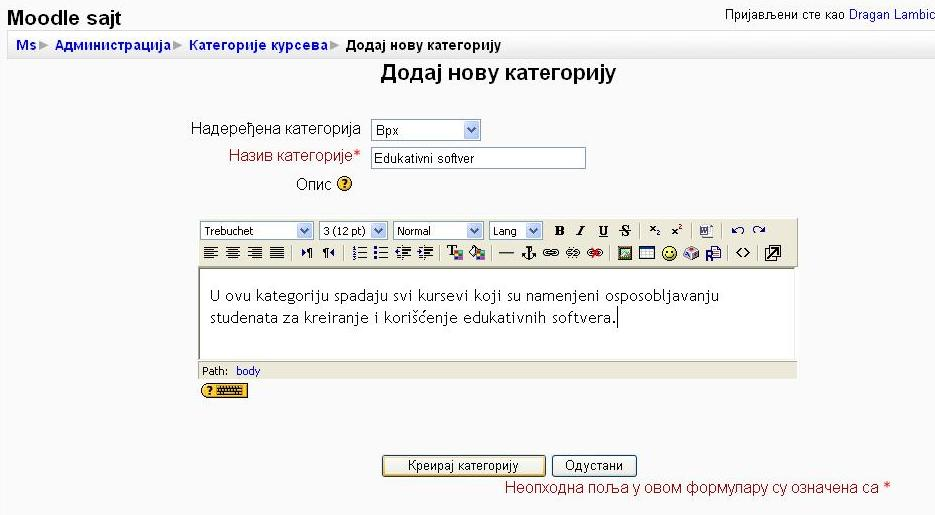 Moodle sajt
Пријављени сте као Dragan Lambic
Ms ► Администрација ► Категорије курсева ► Додај нову категорију
Додај нову категорију
Надеређена категорија Врх
Назив категорије* Edukativni softver
Опис ?
Trebuchet 3 (12 pt) Normal Lang B I U S x₂ x²
U ovu kategoriju spadaju svi kursevi koji su namenjeni osposobljavanju
studenata za kreiranje i korišćenje edukativnih softvera.
Path: body
?
Креирај категорију Одустани
Неопходна поља у овом формулару су означена са *